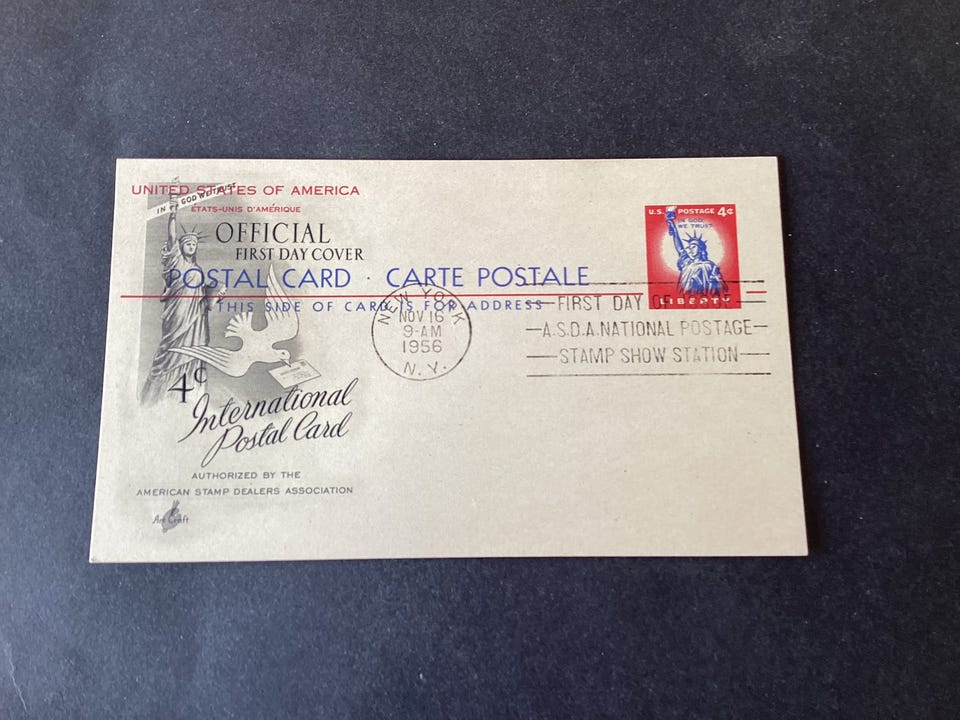 UNITED STATES OF AMERICA
IN GOD WE TRUST
ÉTATS-UNIS D'AMÉRIQUE
OFFICIAL
FIRST DAY COVER
POSTAL CARD · CARTE POSTALE
THIS SIDE OF CARD IS FOR ADDRESS
4¢
International
Postal Card
AUTHORIZED BY THE
AMERICAN STAMP DEALERS ASSOCIATION
Art Craft
NEW YORK
NOV 16
9-AM
1956
N.Y.
U.S. POSTAGE 4¢
IN GOD
WE TRUST
LIBERTY
FIRST DAY OF
A.S.D.A. NATIONAL POSTAGE
STAMP SHOW STATION